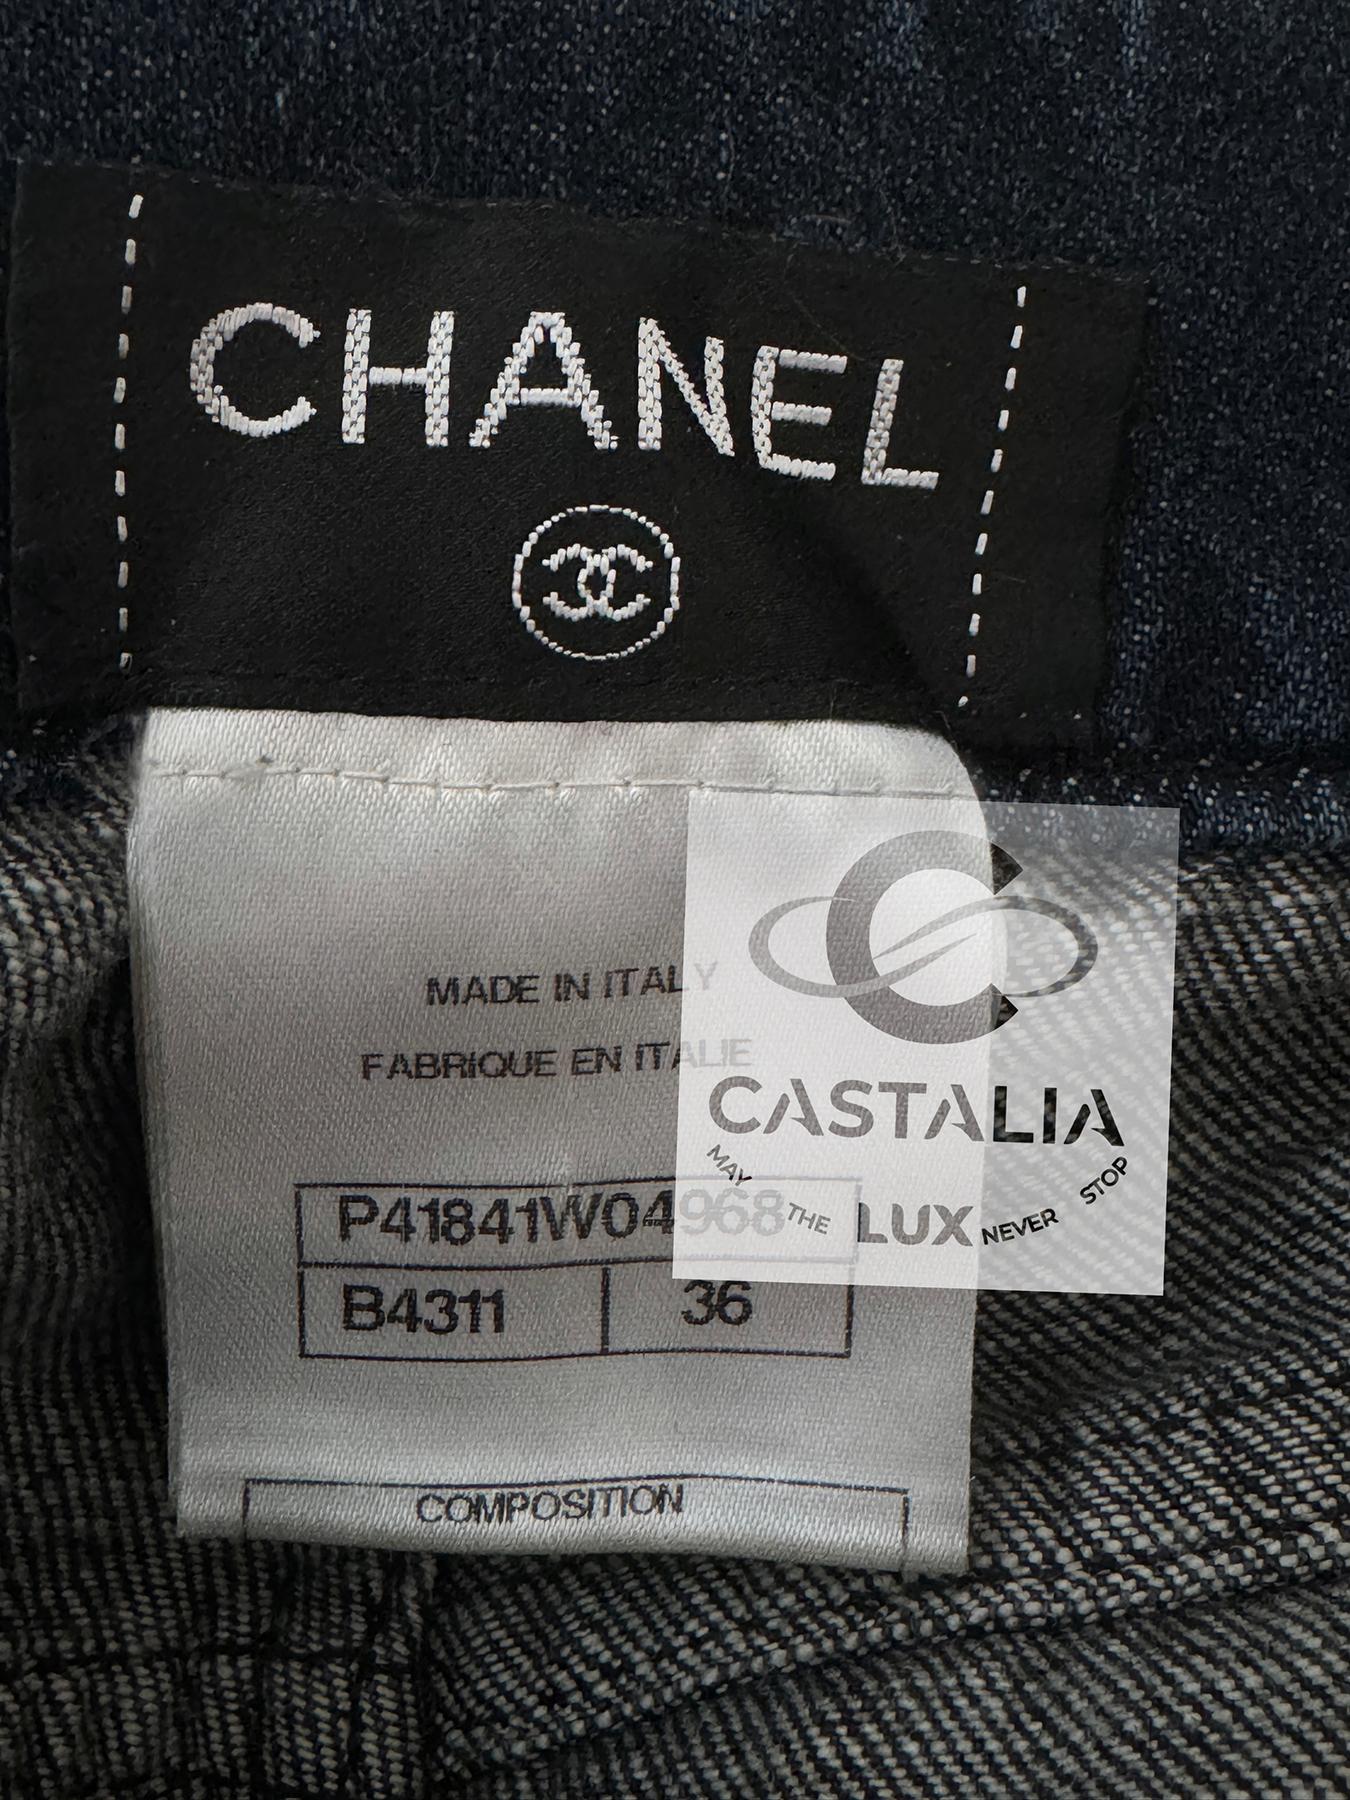 CHANEL
MADE IN ITALY
FABRIQUE EN ITALIE
P41841W04968
B4311 36
COMPOSITION
CASTALIA
MAY THE LUX NEVER STOP